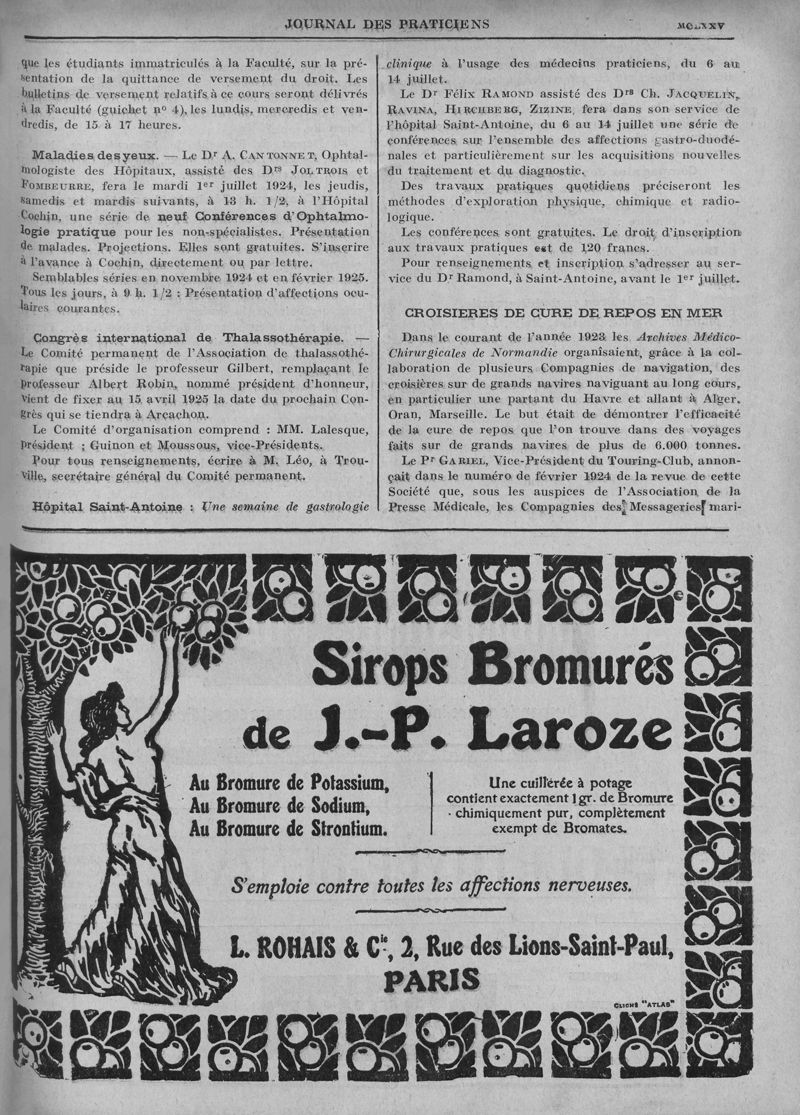 JOURNAL DES PRATICIENS
que les étudiants immatriculés à la Faculté, sur la pré-
sentation de la quittance de versement du droit. Les
bulletins de versement relatifs à ce cours seront délivrés
à la Faculté (guichet nº 4), les lundis, mercredis et ven-
dredis, de 15 à 17 heures.
Maladies des yeux. — Le Dr A. CANTONNET, Ophtal-
mologiste des Hôpitaux, assisté des Drs JOLTROIS et
FOMBEURRE, fera le mardi 1er juillet 1924, les jeudis,
samedis et mardis suivants, à 13 h. 1/2, à l'Hôpital
Cochin, une série de neuf Conférences d'Ophtalmo-
logie pratique pour les non-spécialistes. Présentation
de malades. Projections. Elles sont gratuites. S'inscrire
à l'avance à Cochin, directement ou par lettre.
Semblables séries en novembre 1924 et en février 1925.
Tous les jours, à 9 h. 1/2 : Présentation d'affections ocu-
laires courantes.
Congrès international de Thalassothérapie. —
Le Comité permanent de l'Association de thalassothé-
rapie que préside le professeur Gilbert, remplaçant le
professeur Albert Robin, nommé président d'honneur,
vient de fixer au 15 avril 1925 la date du prochain Con-
grès qui se tiendra à Arcachon.
Le Comité d'organisation comprend : MM. Lalesque,
président ; Guinon et Moussous, vice-Présidents.
Pour tous renseignements, écrire à M. Léo, à Trou-
ville, secrétaire général du Comité permanent.
Hôpital Saint-Antoine : Une semaine de gastrologie
clinique à l'usage des médecins praticiens, du 6 au
14 juillet.
Le Dr Félix RAMOND assisté des Drs Ch. JACQUELIN,
RAVINA, HIRCHBERG, ZIZINE, fera dans son service de
l'hôpital Saint-Antoine, du 6 au 14 juillet une série de
conférences sur l'ensemble des affections gastro-duodé-
nales et particulièrement sur les acquisitions nouvelles
du traitement et du diagnostic.
Des travaux pratiques quotidiens préciseront les
méthodes d'exploration physique, chimique et radio-
logique.
Les conférences sont gratuites. Le droit d'inscription
aux travaux pratiques est de 120 francs.
Pour renseignements et inscription s'adresser au ser-
vice du Dr Ramond, à Saint-Antoine, avant le 1er juillet.
CROISIERES DE CURE DE REPOS EN MER
Dans le courant de l'année 1923 les Archives Médico-
Chirurgicales de Normandie organisaient, grâce à la col-
laboration de plusieurs Compagnies de navigation, des
croisières sur de grands navires naviguant au long cours,
en particulier une partant du Havre et allant à Alger,
Oran, Marseille. Le but était de démontrer l'efficacité
de la cure de repos que l'on trouve dans des voyages
faits sur de grands navires de plus de 6.000 tonnes.
Le Pr GARIEL, Vice-Président du Touring-Club, annon-
çait dans le numéro de février 1924 de la revue de cette
Société que, sous les auspices de l'Association de la
Presse Médicale, les Compagnies des Messageries mari-
Sirops Bromurés
de J.-P. Laroze
Au Bromure de Potassium,
Au Bromure de Sodium,
Au Bromure de Strontium.
Une cuillèrée à potage
contient exactement 1 gr. de Bromure
chimiquement pur, complètement
exempt de Bromates.
S'emploie contre toutes les affections nerveuses.
L. ROHAIS & Cie, 2, Rue des Lions-Saint-Paul,
PARIS
CLICHÉ "ATLAS"